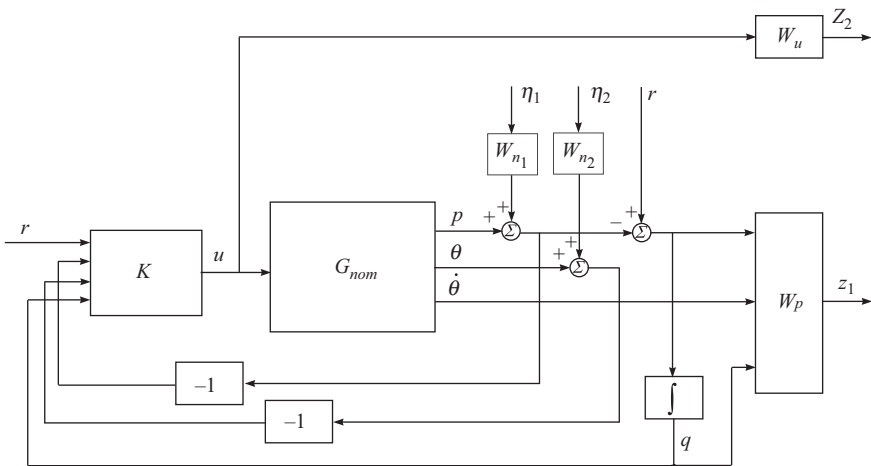 W_u
Z_2
η_1
η_2
r
W_{n_1}
W_{n_2}
r
K
u
G_{nom}
p
θ
θ̇
+ +
Σ
+ +
Σ
− +
Σ
W_p
z_1
–1
–1
∫
q